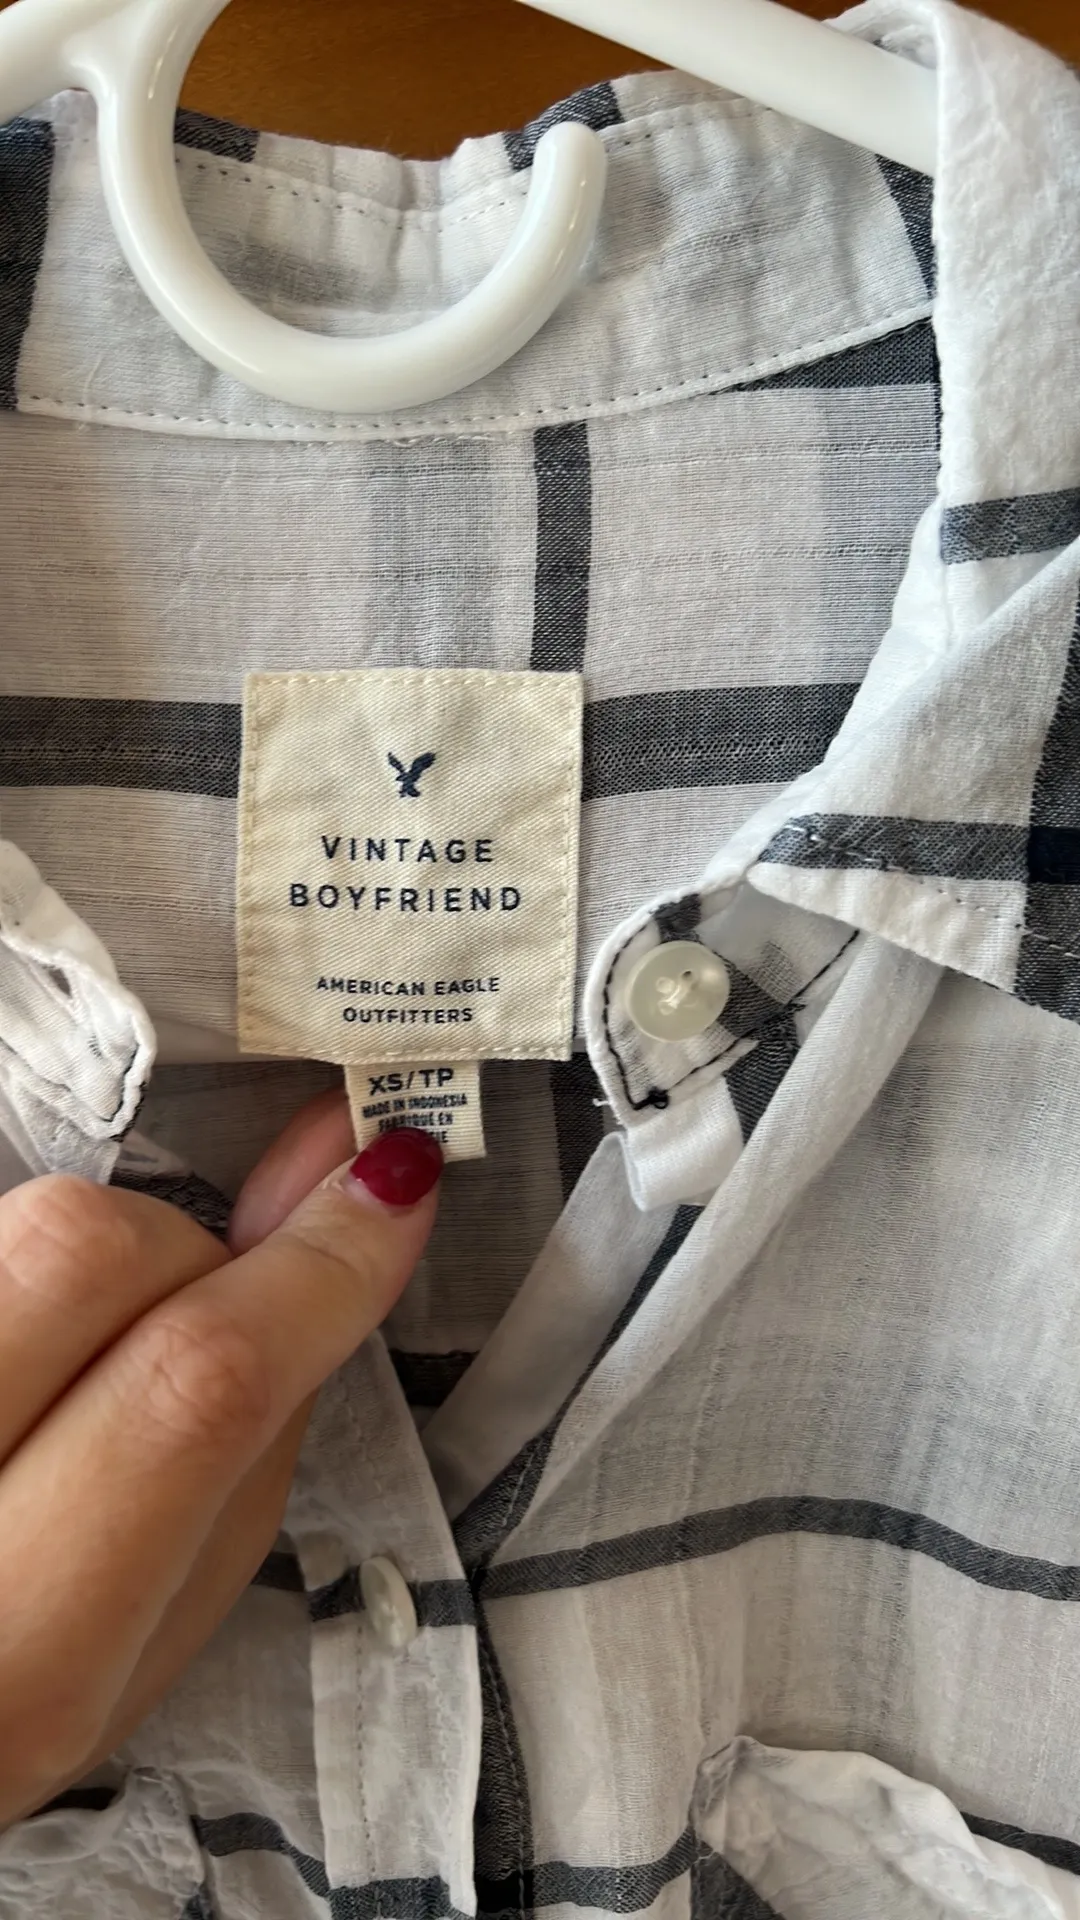 VINTAGE
BOYFRIEND
AMERICAN EAGLE
OUTFITTERS
XS/TP
MADE IN INDONESIA
FABRIQUÉ EN